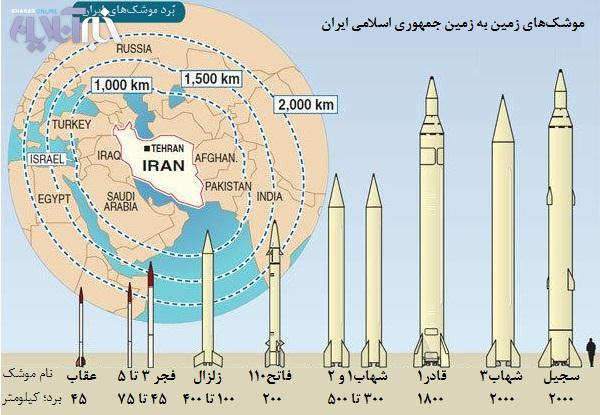 KHABARONLINE
خبرآنلاین
بُرد موشک‌های ایران
موشک‌های زمین به زمین جمهوری اسلامی ایران
RUSSIA
1,000 km
1,500 km
2,000 km
TURKEY
TEHRAN
ISRAEL
IRAQ
IRAN
AFGHAN.
EGYPT
SAUDI
ARABIA
PAKISTAN
INDIA
نام موشک عقاب فجر ۳ تا ۵ زلزال فاتح۱۱۰ شهاب۱ و ۲ قادر۱ شهاب۳ سجیل
برد؛ کیلومتر ۴۵ ۴۵ تا ۷۵ ۱۰۰ تا ۴۰۰ ۲۰۰ ۳۰۰ تا ۵۰۰ ۱۸۰۰ ۲۰۰۰ ۲۰۰۰